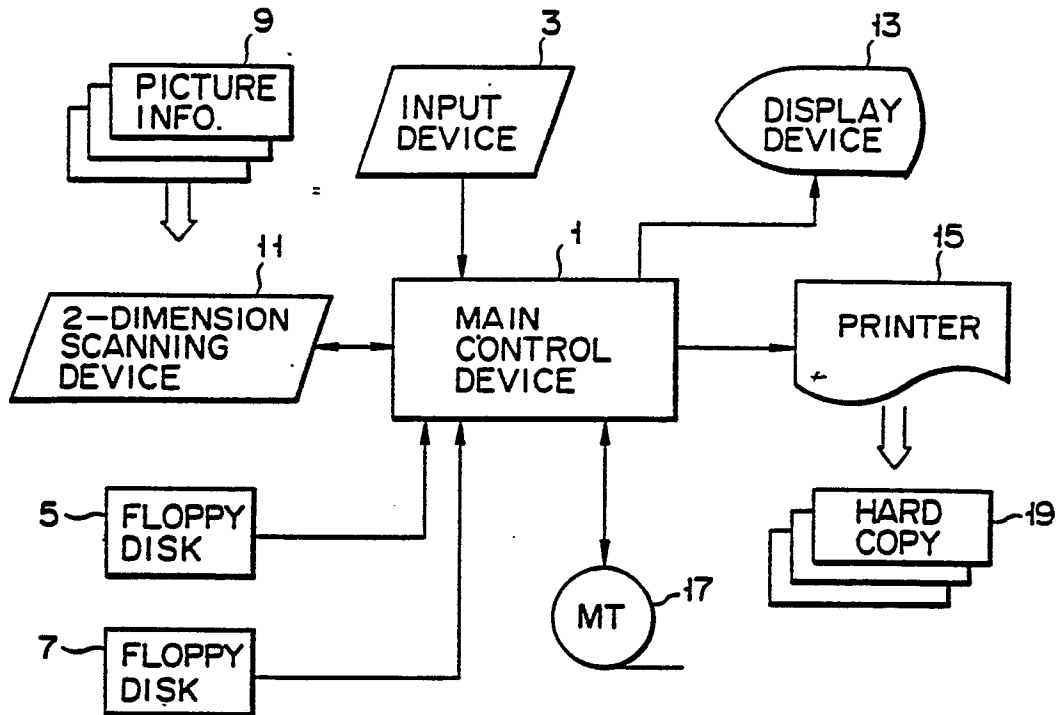 9
PICTURE
INFO.
3
INPUT
DEVICE
13
DISPLAY
DEVICE
11
2-DIMENSION
SCANNING
DEVICE
1
MAIN
CONTROL
DEVICE
15
PRINTER
5
FLOPPY
DISK
7
FLOPPY
DISK
MT
17
HARD
COPY
19